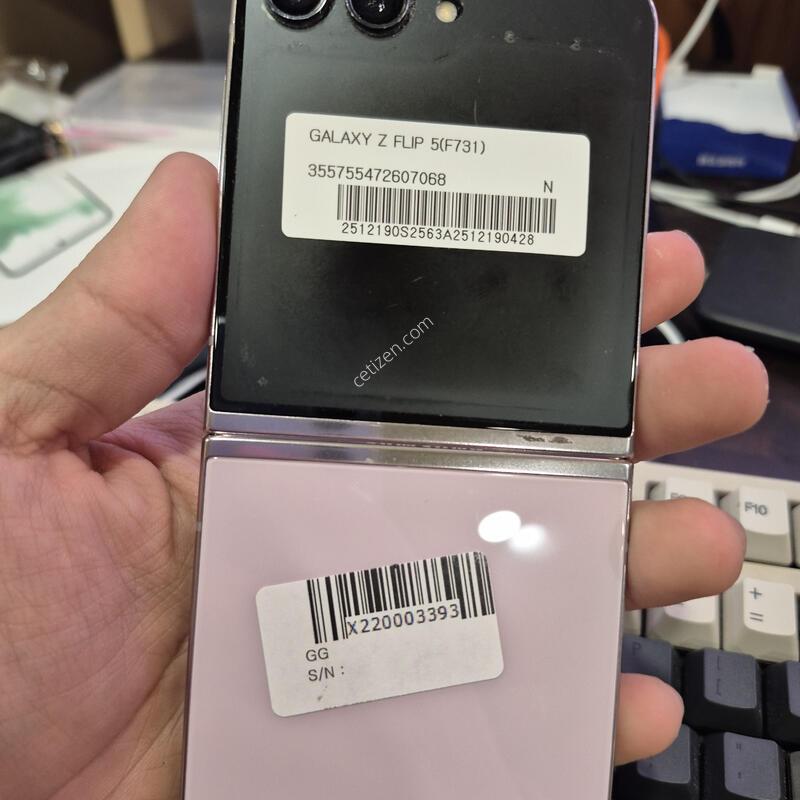 GALAXY Z FLIP 5(F731)
355755472607068
N
2512190S2563A2512190428
cetizen.com
X220003393
GG
S/N :
F10
+
=
P